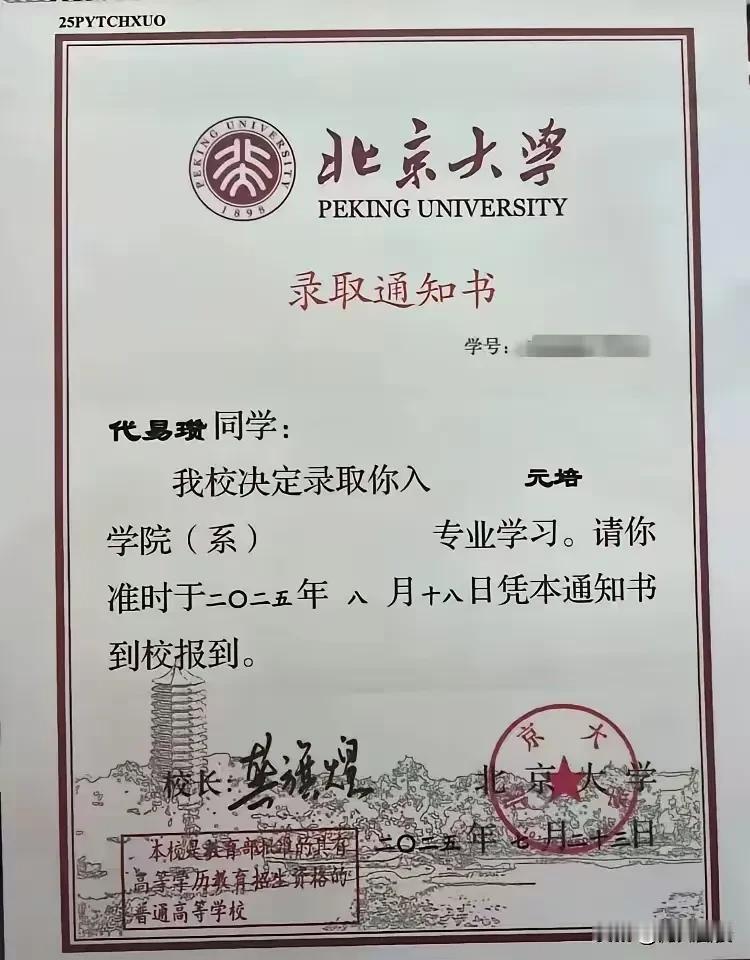 25PYTCHXUO
PEKING UNIVERSITY
1898
北京大学
PEKING UNIVERSITY
录取通知书
学号:
代易瓒同学:
我校决定录取你入 元培
学院(系) 专业学习。请你
准时于二〇二五年 八 月十八日凭本通知书
到校报到。
校长: 龚旗煌
北京大学
二〇二五年七月二十三日
本校是教育部批准的具有
高等学历教育招生资格的
普通高等学校